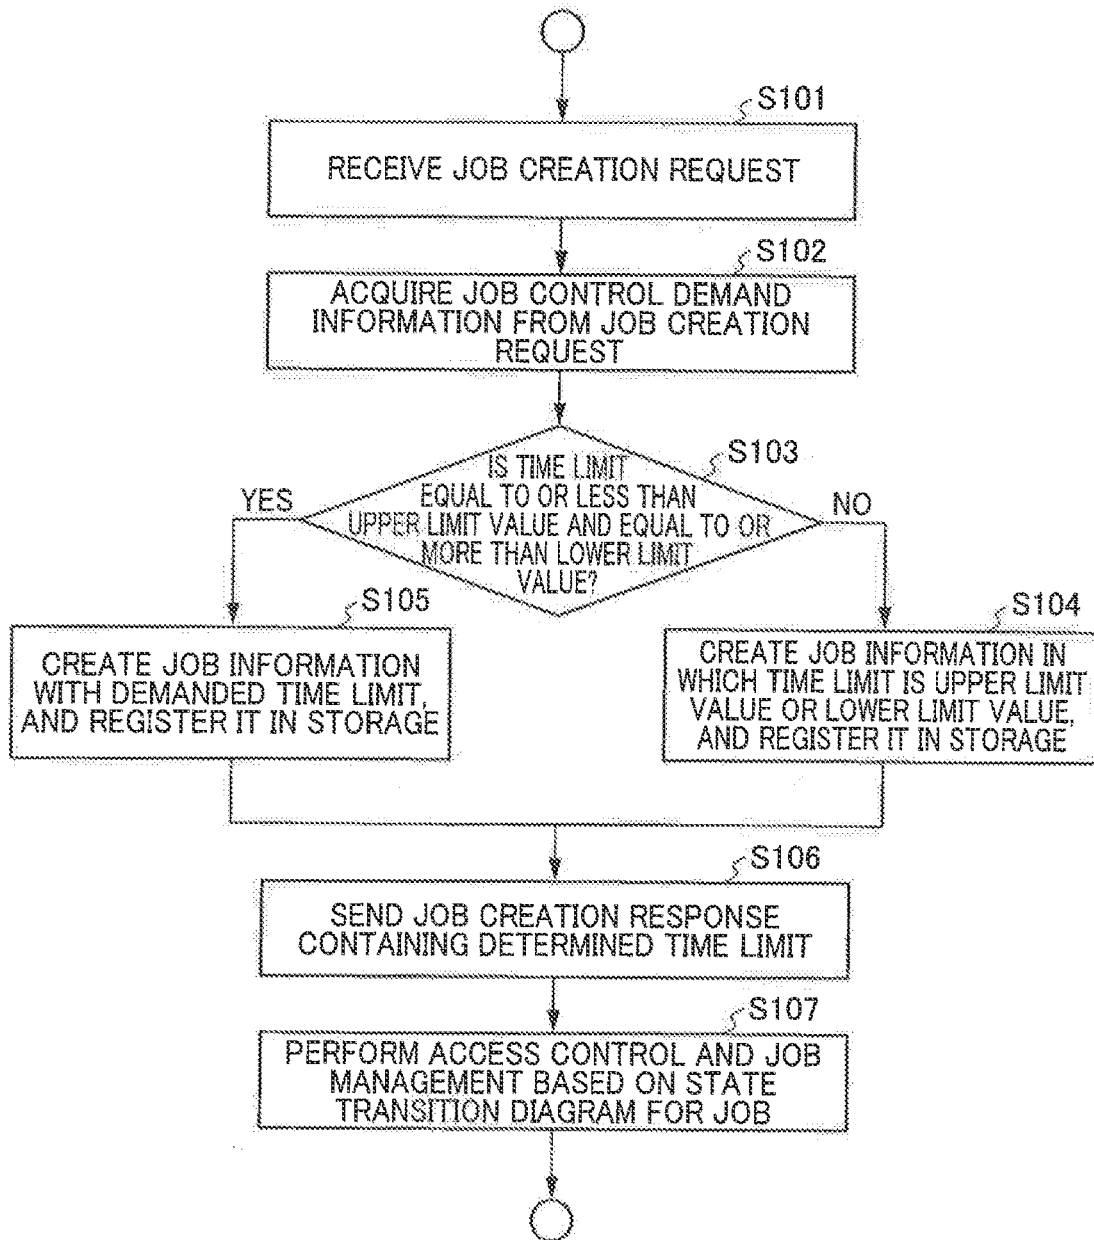 S101
RECEIVE JOB CREATION REQUEST
S102
ACQUIRE JOB CONTROL DEMAND
INFORMATION FROM JOB CREATION
REQUEST
S103
IS TIME LIMIT
EQUAL TO OR LESS THAN
UPPER LIMIT VALUE AND EQUAL TO OR
MORE THAN LOWER LIMIT
VALUE?
YES
NO
S105
CREATE JOB INFORMATION
WITH DEMANDED TIME LIMIT,
AND REGISTER IT IN STORAGE
S104
CREATE JOB INFORMATION IN
WHICH TIME LIMIT IS UPPER LIMIT
VALUE OR LOWER LIMIT VALUE,
AND REGISTER IT IN STORAGE
S106
SEND JOB CREATION RESPONSE
CONTAINING DETERMINED TIME LIMIT
S107
PERFORM ACCESS CONTROL AND JOB
MANAGEMENT BASED ON STATE
TRANSITION DIAGRAM FOR JOB